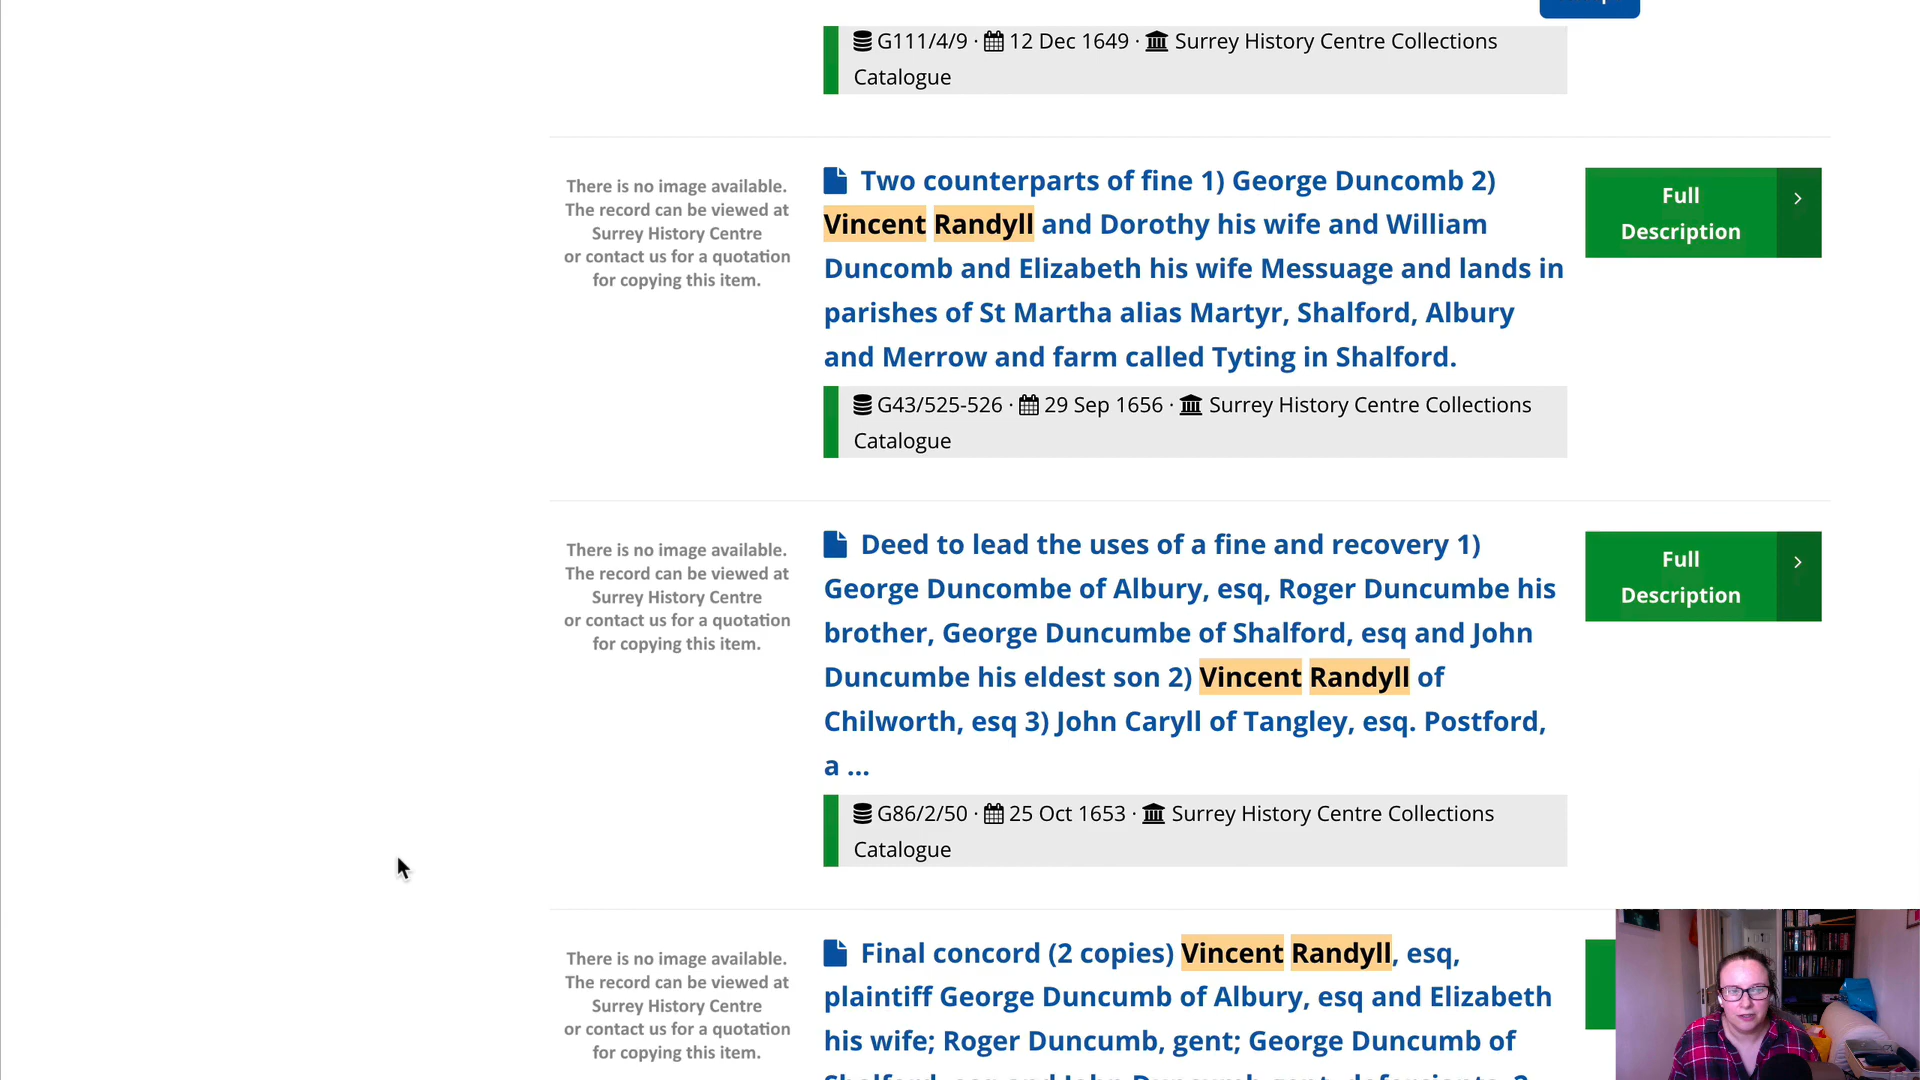 G111/4/9 · 12 Dec 1649 · Surrey History Centre Collections
Catalogue
There is no image available.
The record can be viewed at
Surrey History Centre
or contact us for a quotation
for copying this item.
Two counterparts of fine 1) George Duncomb 2)
Vincent Randyll and Dorothy his wife and William
Duncomb and Elizabeth his wife Messuage and lands in
parishes of St Martha alias Martyr, Shalford, Albury
and Merrow and farm called Tyting in Shalford.
G43/525-526 · 29 Sep 1656 · Surrey History Centre Collections
Catalogue
Full
Description
There is no image available.
The record can be viewed at
Surrey History Centre
or contact us for a quotation
for copying this item.
Deed to lead the uses of a fine and recovery 1)
George Duncombe of Albury, esq, Roger Duncumbe his
brother, George Duncumbe of Shalford, esq and John
Duncumbe his eldest son 2) Vincent Randyll of
Chilworth, esq 3) John Caryll of Tangley, esq. Postford,
a ...
G86/2/50 · 25 Oct 1653 · Surrey History Centre Collections
Catalogue
Full
Description
There is no image available.
The record can be viewed at
Surrey History Centre
or contact us for a quotation
for copying this item.
Final concord (2 copies) Vincent Randyll, esq,
plaintiff George Duncumb of Albury, esq and Elizabeth
his wife; Roger Duncumb, gent; George Duncumb of